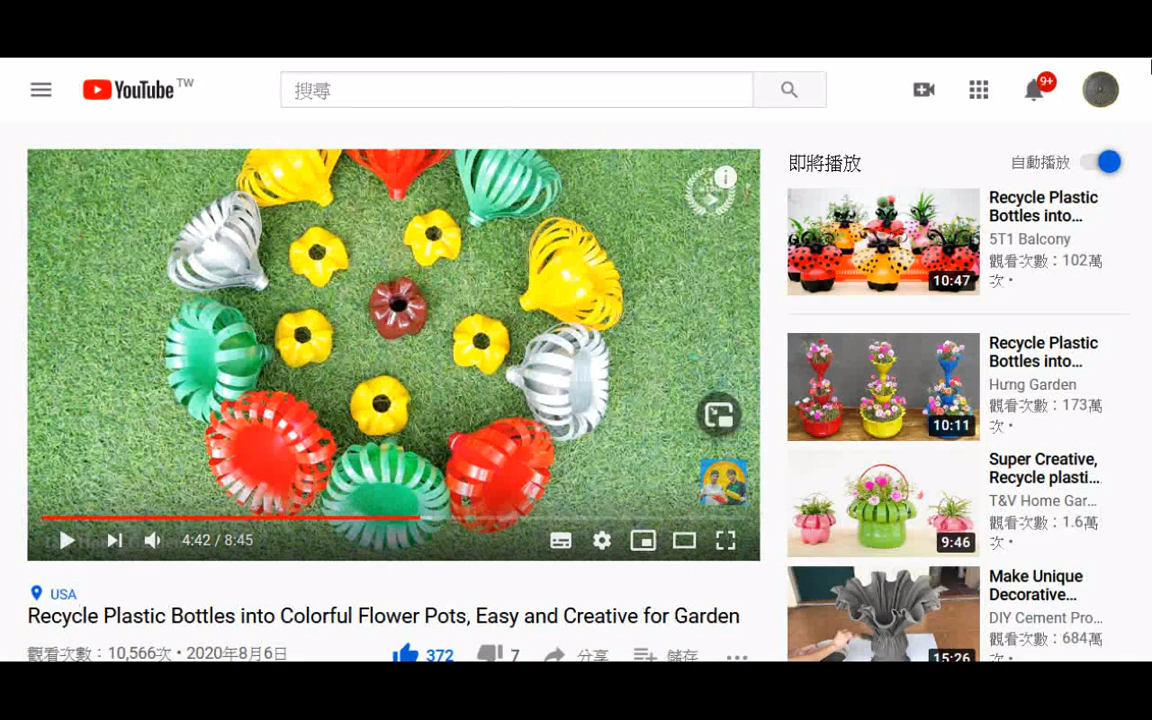 YouTube TW
搜尋
9+
即將播放
自動播放
Recycle Plastic
Bottles into...
5T1 Balcony
觀看次數：102萬
次・
10:47
Recycle Plastic
Bottles into...
Hưng Garden
觀看次數：173萬
次・
10:11
Super Creative,
Recycle plasti...
T&V Home Gar...
觀看次數：1.6萬
次・
9:46
Make Unique
Decorative...
DIY Cement Pro...
觀看次數：684萬
次・
15:26
4:42 / 8:45
USA
Recycle Plastic Bottles into Colorful Flower Pots, Easy and Creative for Garden
觀看次數：10,566次・2020年8月6日
372
7
分享
儲存